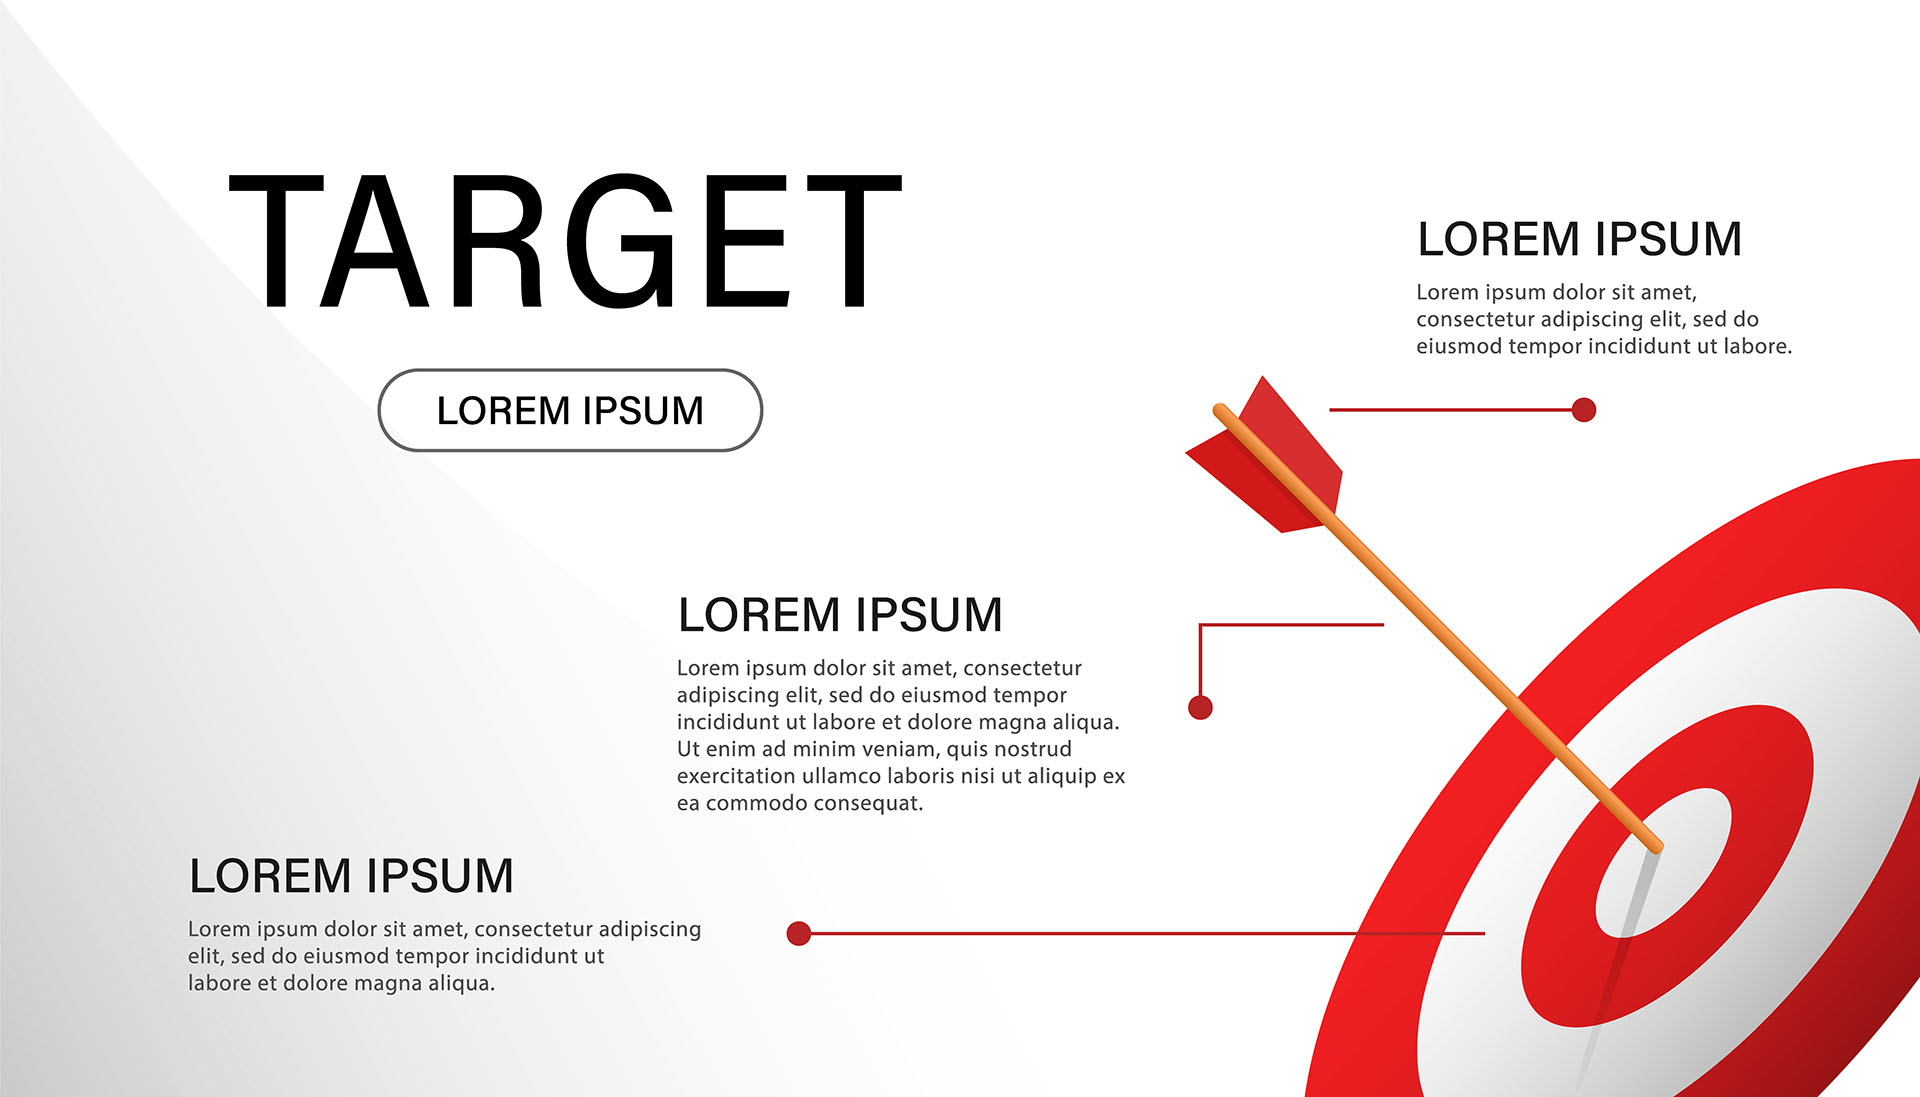 TARGET
LOREM IPSUM
LOREM IPSUM
Lorem ipsum dolor sit amet,
consectetur adipiscing elit, sed do
eiusmod tempor incididunt ut labore.
LOREM IPSUM
Lorem ipsum dolor sit amet, consectetur
adipiscing elit, sed do eiusmod tempor
incididunt ut labore et dolore magna aliqua.
Ut enim ad minim veniam, quis nostrud
exercitation ullamco laboris nisi ut aliquip ex
ea commodo consequat.
LOREM IPSUM
Lorem ipsum dolor sit amet, consectetur adipiscing
elit, sed do eiusmod tempor incididunt ut
labore et dolore magna aliqua.